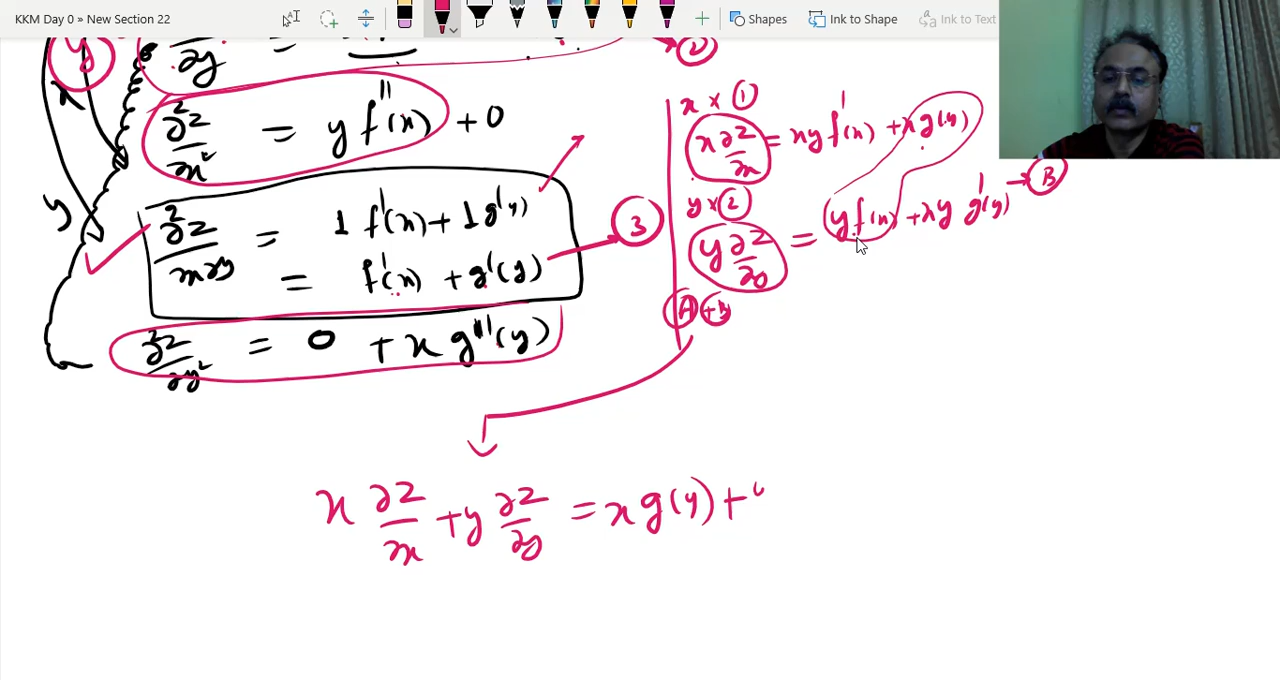 KKM Day 0 » New Section 22
Shapes
Ink to Shape
Ink to Text
y
∂y
=
2
x
∂²z/∂x² = y f''(x) + 0
y
∂²z/∂x∂y = 1 f'(x) + 1 g'(y)
= f'(x) + g'(y) → 3
∂²z/∂y² = 0 + x g'''(y)
x × 1
x ∂z/∂x = xy f'(x) + x g(y)
y × 2
y ∂z/∂y = y f(x) + xy g'(y) → B
A + B
x ∂z/∂x + y ∂z/∂y = x g(y) +